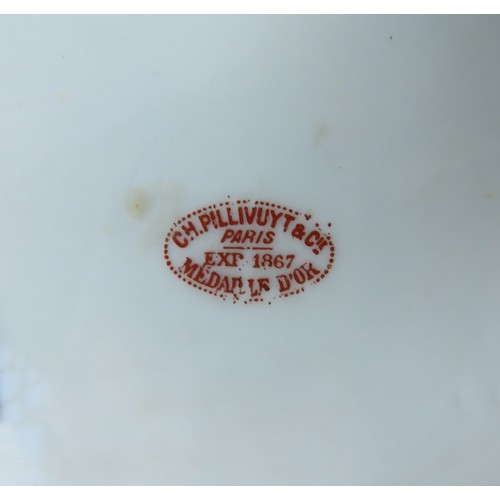 CH. PILLIVUYT & CIE
PARIS
EXP 1867
MÉDAILLE D'OR